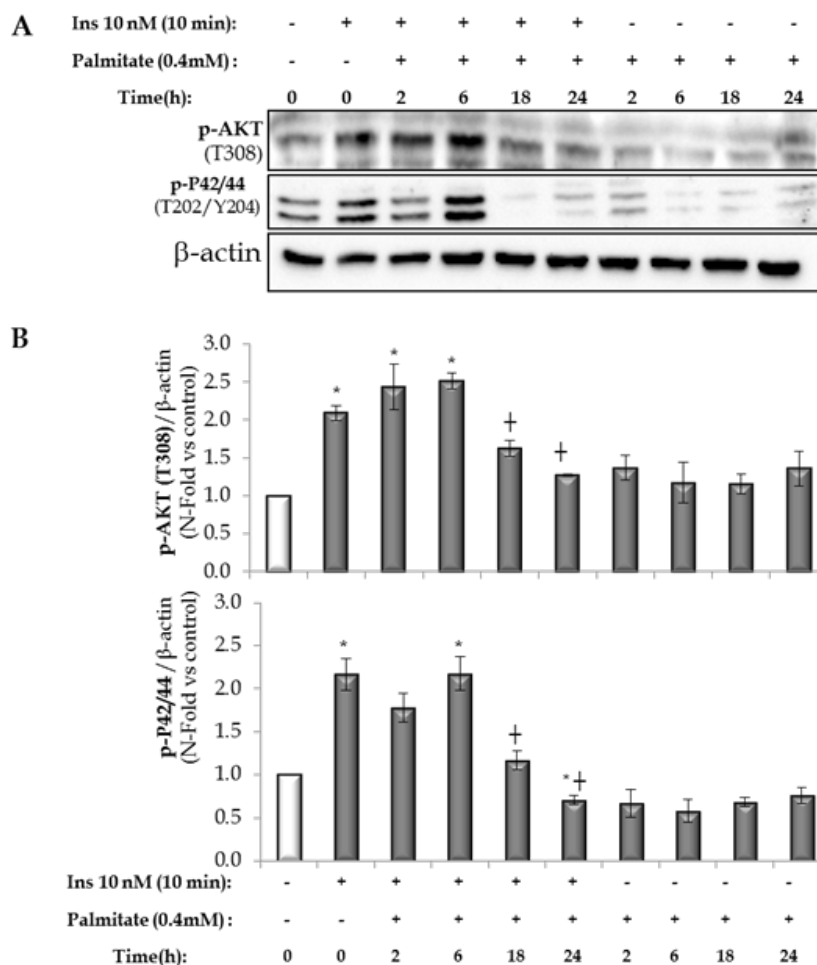 A
Ins 10 nM (10 min): - + + + + + - - - -
Palmitate (0.4mM) : - - + + + + + + + +
Time(h): 0 0 2 6 18 24 2 6 18 24
p-AKT
(T308)
p-P42/44
(T202/Y204)
β-actin
B
p-AKT (T308) / β-actin
(N-Fold vs control)
3.0
2.5
2.0
1.5
1.0
0.5
0.0
* * * ‡ ‡
p-P42/44 / β-actin
(N-Fold vs control)
3.0
2.5
2.0
1.5
1.0
0.5
0.0
* * ‡ *‡
Ins 10 nM (10 min): - + + + + + - - - -
Palmitate (0.4mM) : - - + + + + + + + +
Time(h): 0 0 2 6 18 24 2 6 18 24